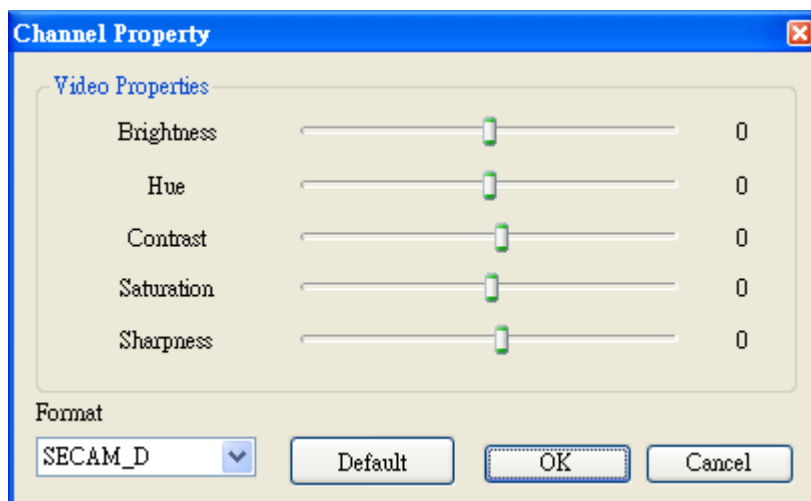 Channel Property
Video Properties
Brightness 0
Hue 0
Contrast 0
Saturation 0
Sharpness 0
Format
SECAM_D Default OK Cancel